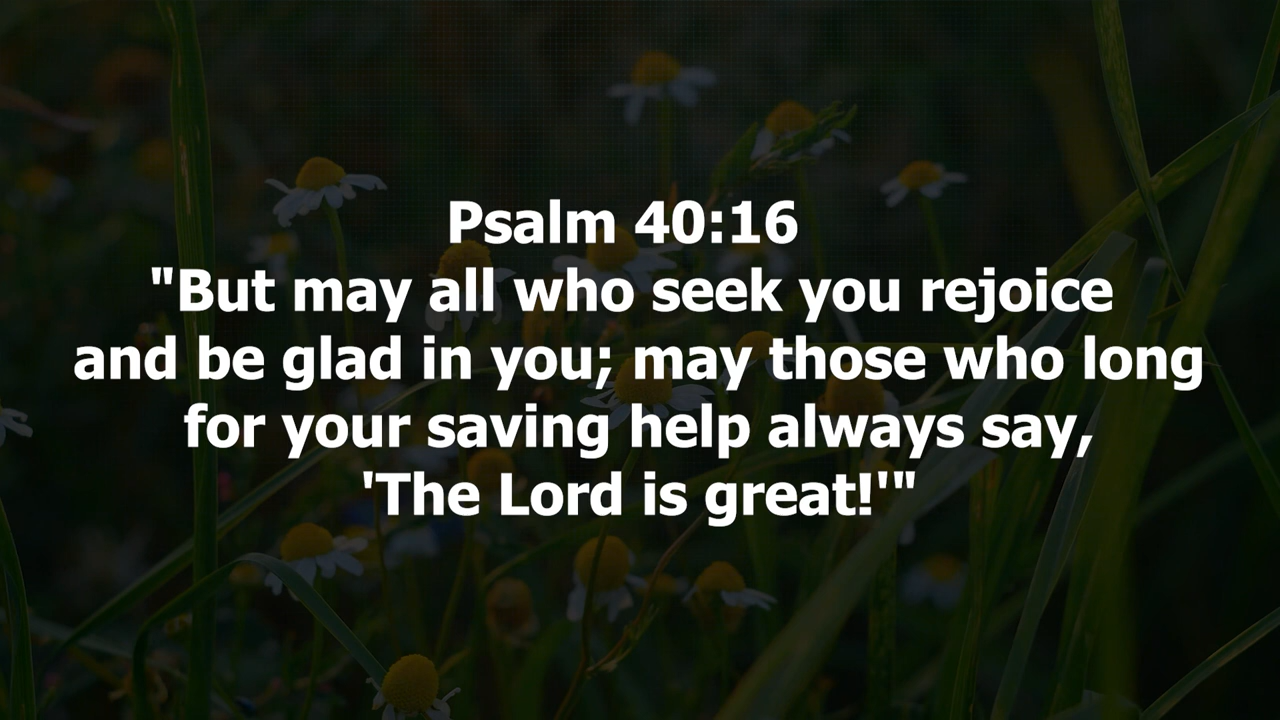 Psalm 40:16
"But may all who seek you rejoice
and be glad in you; may those who long
for your saving help always say,
'The Lord is great!'"